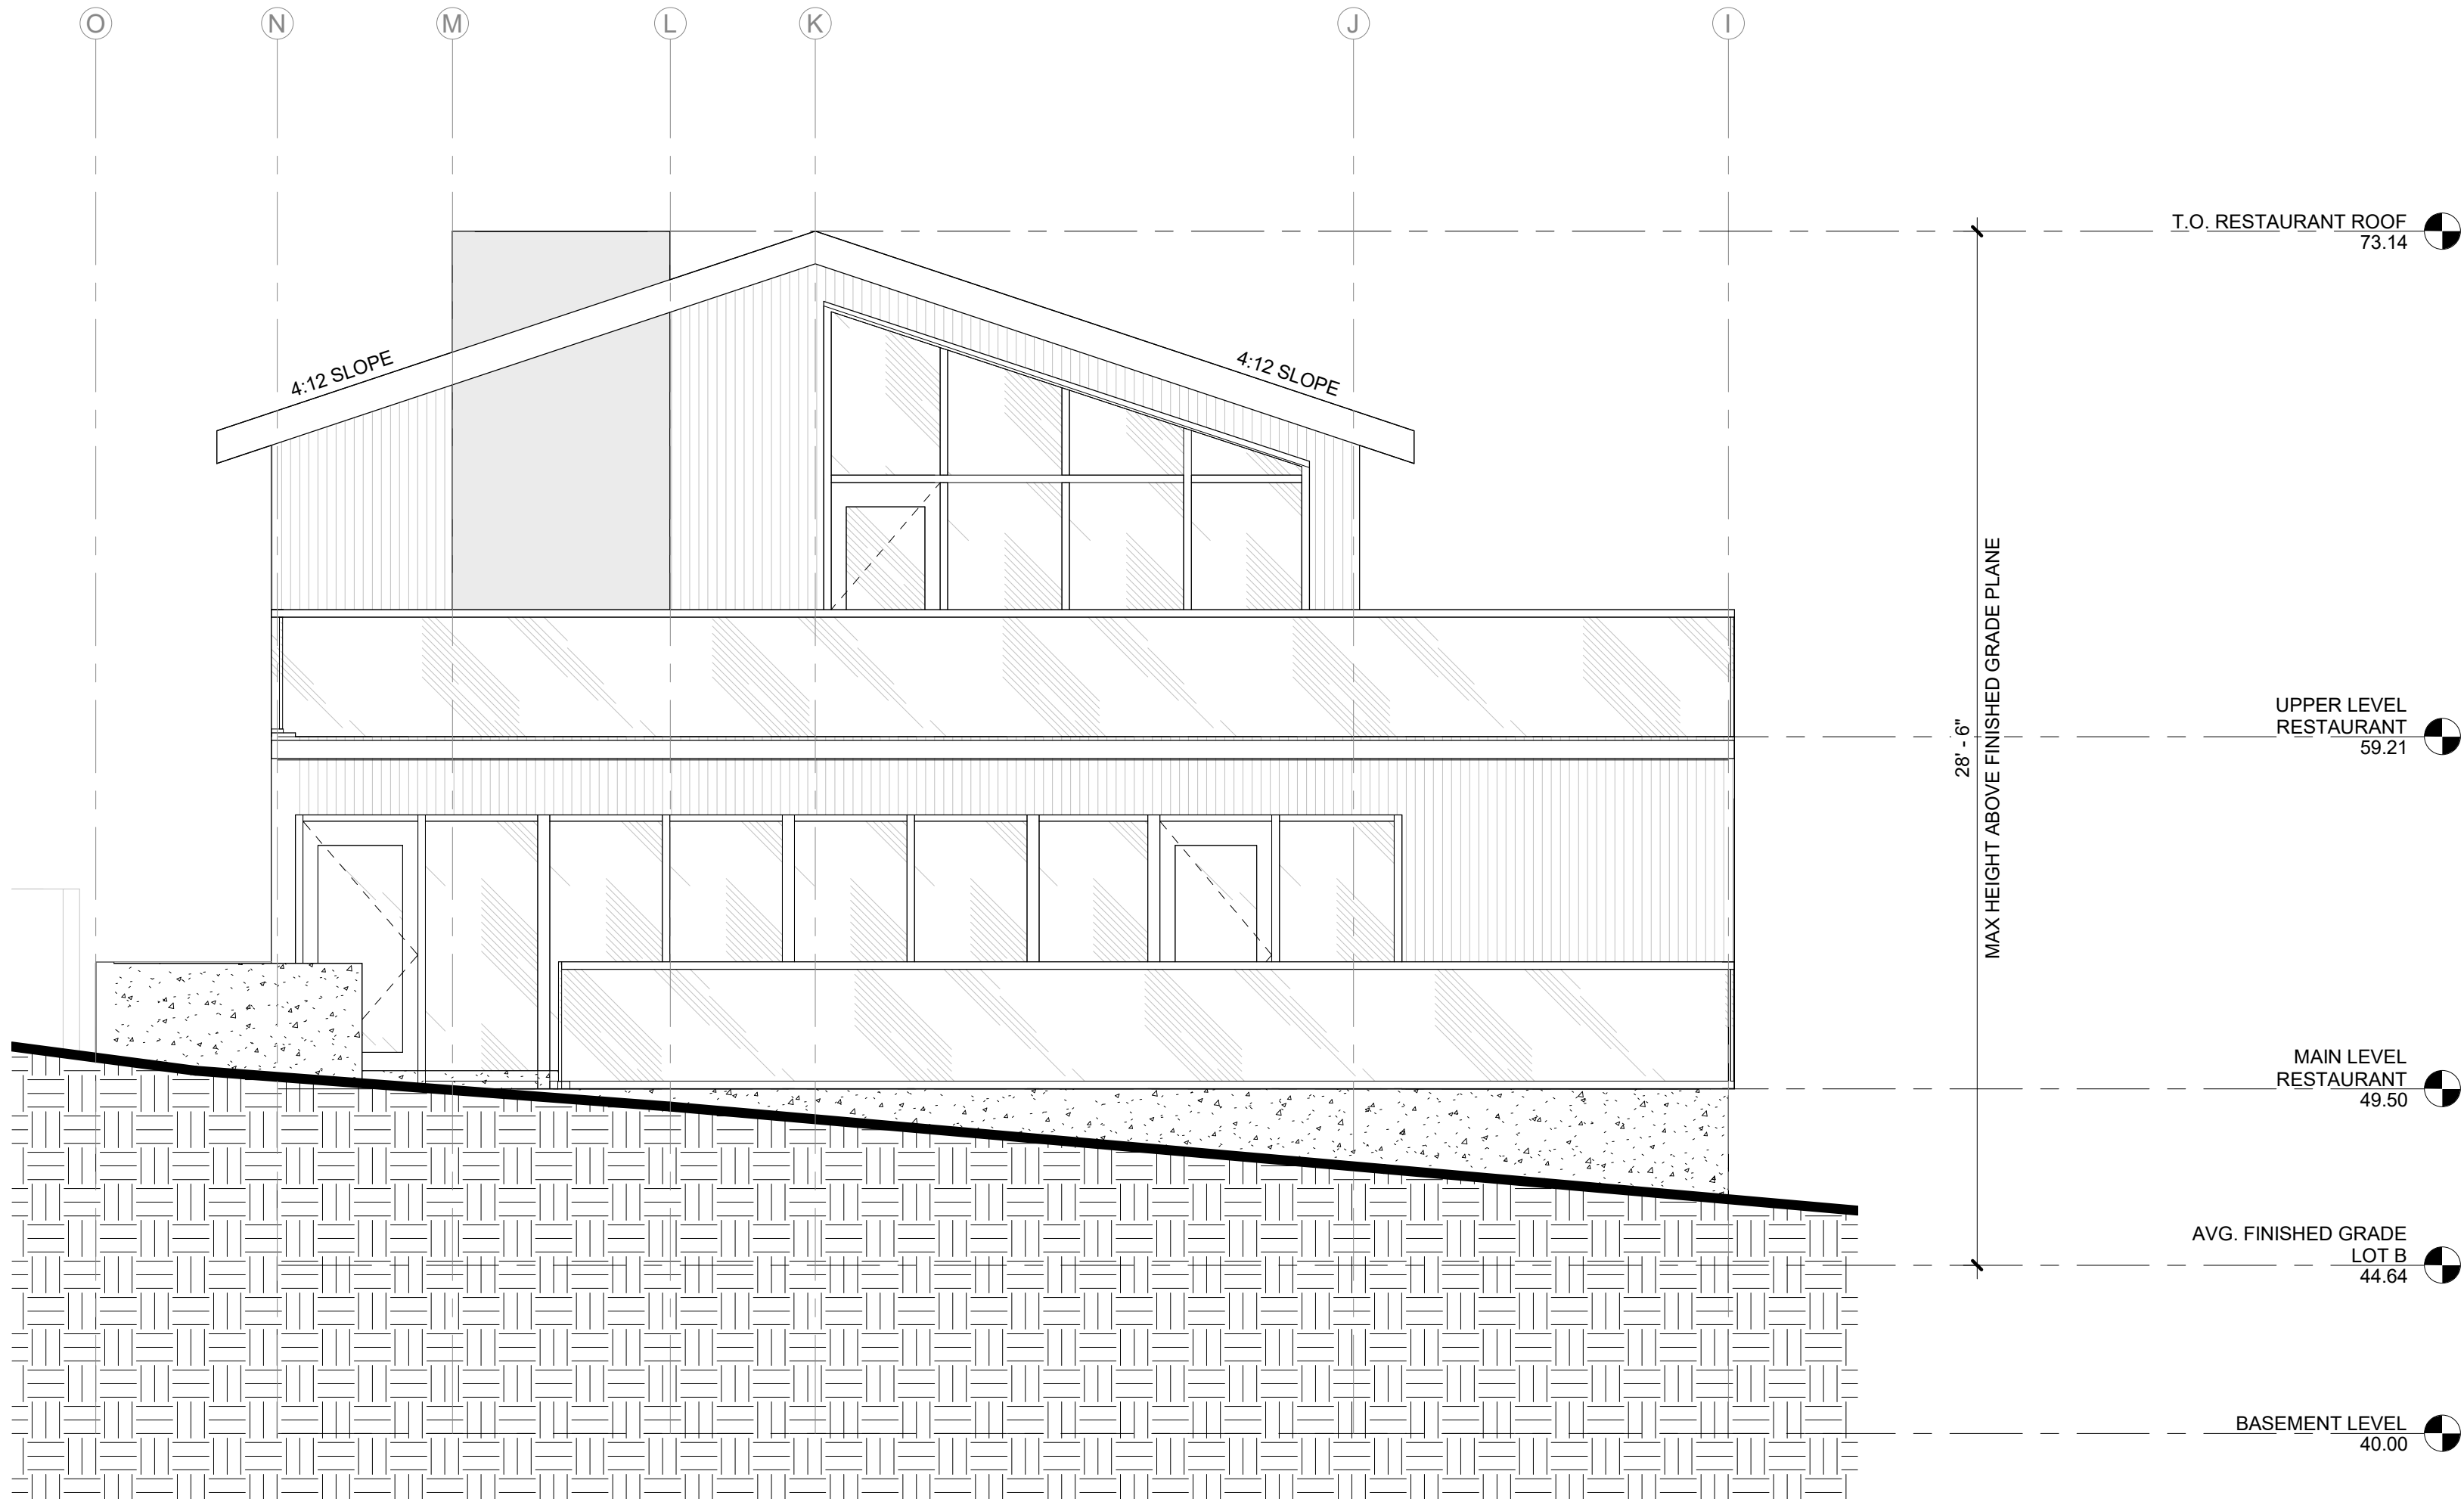 O N M L K J I
T.O. RESTAURANT ROOF
73.14
4:12 SLOPE
4:12 SLOPE
UPPER LEVEL
RESTAURANT
59.21
28' - 6"
MAX HEIGHT ABOVE FINISHED GRADE PLANE
MAIN LEVEL
RESTAURANT
49.50
AVG. FINISHED GRADE
LOT B
44.64
BASEMENT LEVEL
40.00